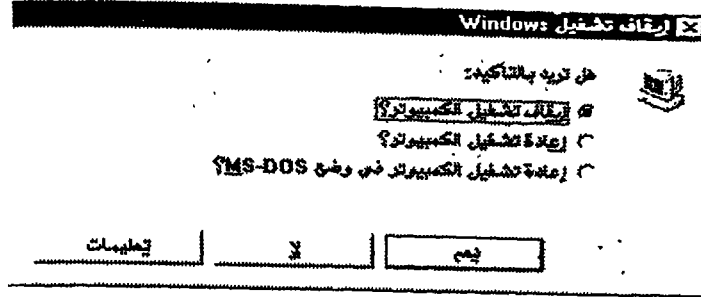 إيقاف تشغيل Windows
هل تريد بالتأكيد:
إيقاف تشغيل الكمبيوتر؟
إعادة تشغيل الكمبيوتر؟
إعادة تشغيل الكمبيوتر في وضع MS-DOS؟
نعم لا تعليمات